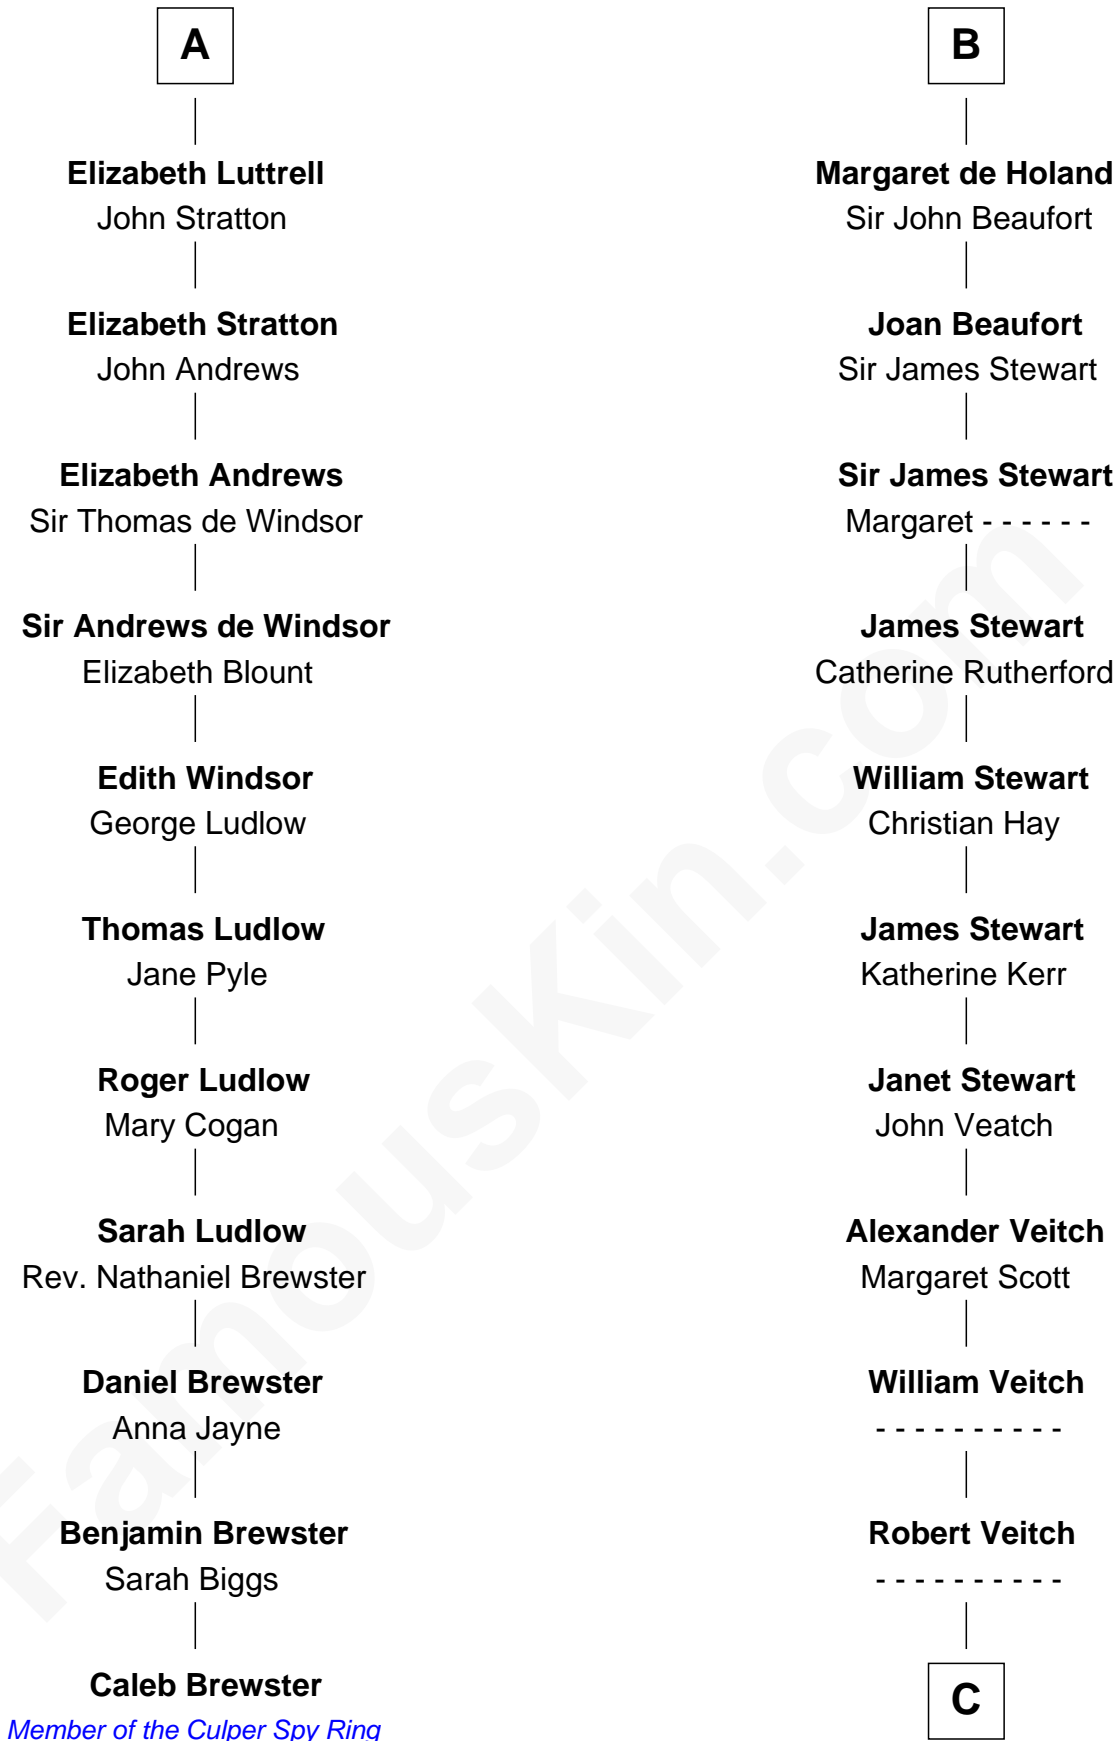 A
Elizabeth Luttrell
John Stratton
Elizabeth Stratton
John Andrews
Elizabeth Andrews
Sir Thomas de Windsor
Sir Andrews de Windsor
Elizabeth Blount
Edith Windsor
George Ludlow
Thomas Ludlow
Jane Pyle
Roger Ludlow
Mary Cogan
Sarah Ludlow
Rev. Nathaniel Brewster
Daniel Brewster
Anna Jayne
Benjamin Brewster
Sarah Biggs
Caleb Brewster
Member of the Culper Spy Ring
B
Margaret de Holand
Sir John Beaufort
Joan Beaufort
Sir James Stewart
Sir James Stewart
Margaret - - - - - -
James Stewart
Catherine Rutherford
William Stewart
Christian Hay
James Stewart
Katherine Kerr
Janet Stewart
John Veatch
Alexander Veitch
Margaret Scott
William Veitch
- - - - - - - - - -
Robert Veitch
- - - - - - - - - -
C
FamousKin.com